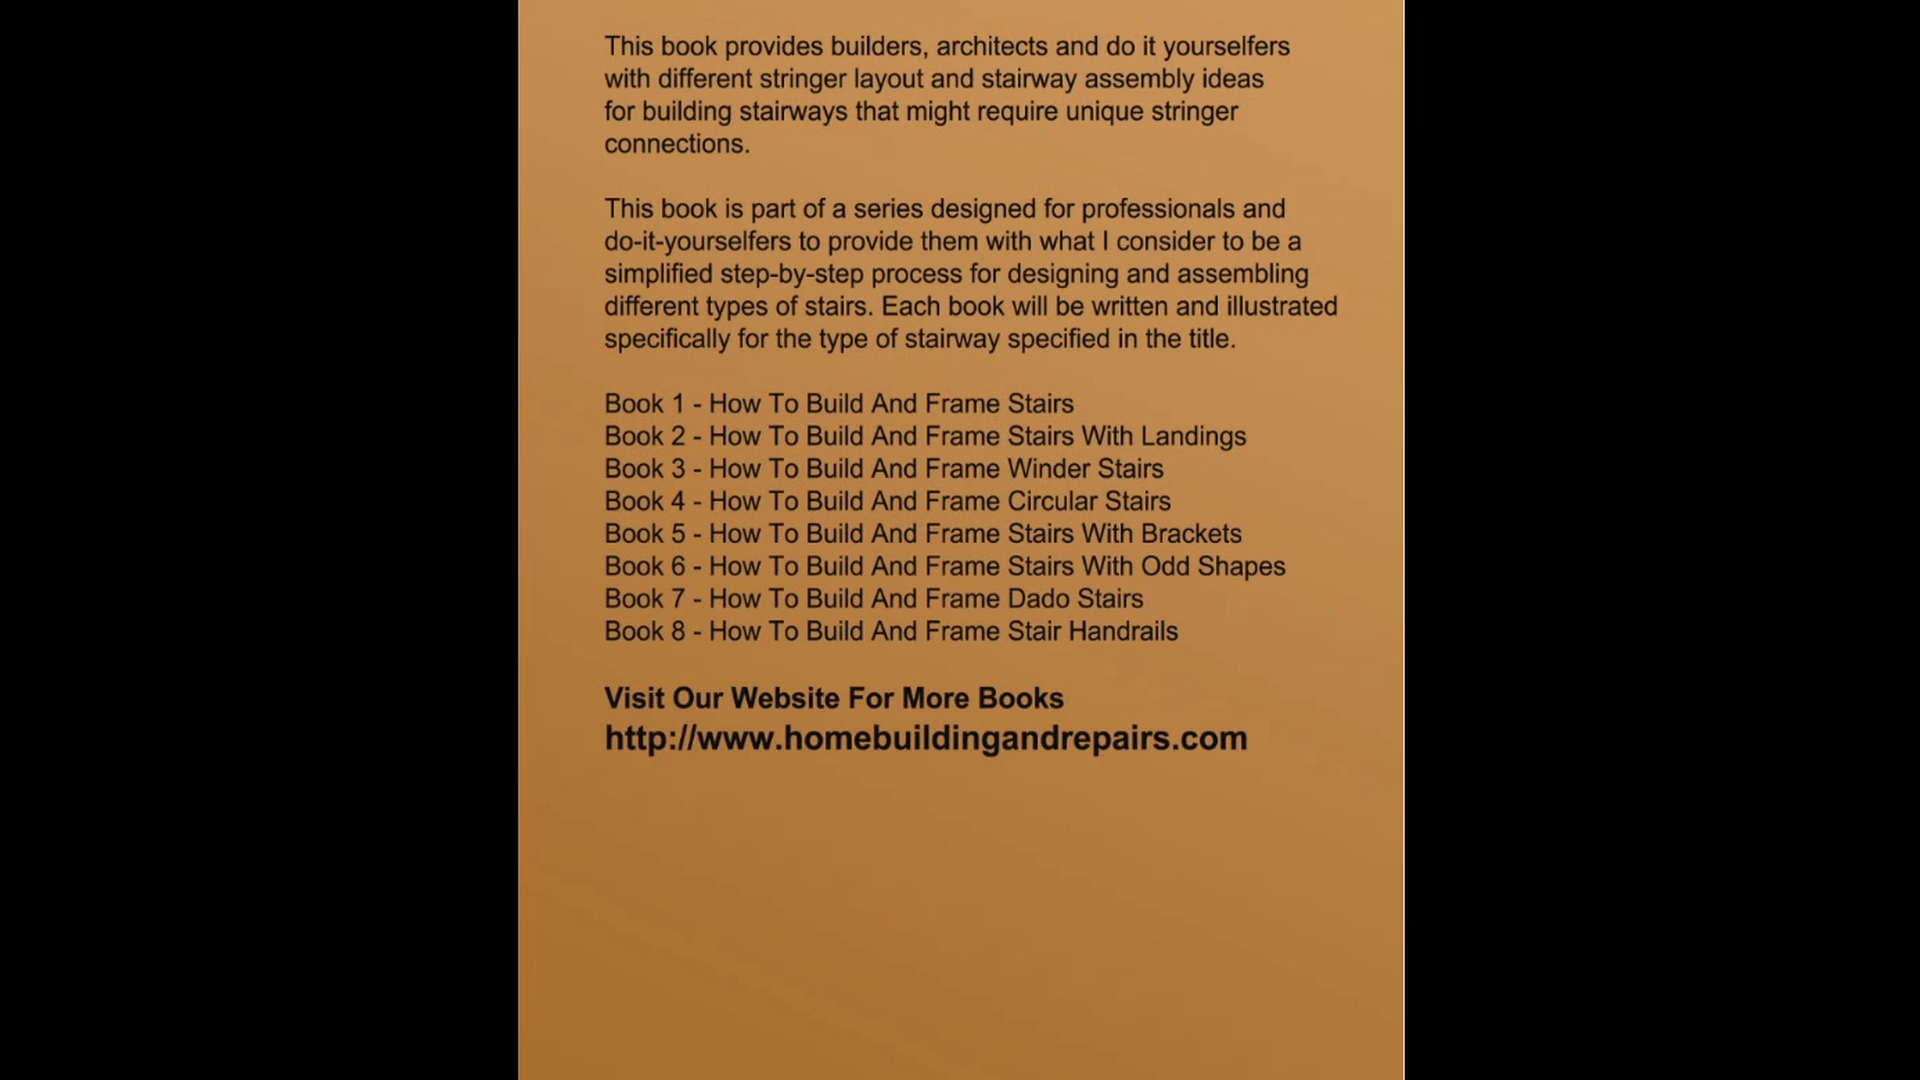 This book provides builders, architects and do it yourselfers
with different stringer layout and stairway assembly ideas
for building stairways that might require unique stringer
connections.
This book is part of a series designed for professionals and
do-it-yourselfers to provide them with what I consider to be a
simplified step-by-step process for designing and assembling
different types of stairs. Each book will be written and illustrated
specifically for the type of stairway specified in the title.
Book 1 - How To Build And Frame Stairs
Book 2 - How To Build And Frame Stairs With Landings
Book 3 - How To Build And Frame Winder Stairs
Book 4 - How To Build And Frame Circular Stairs
Book 5 - How To Build And Frame Stairs With Brackets
Book 6 - How To Build And Frame Stairs With Odd Shapes
Book 7 - How To Build And Frame Dado Stairs
Book 8 - How To Build And Frame Stair Handrails
Visit Our Website For More Books
http://www.homebuildingandrepairs.com